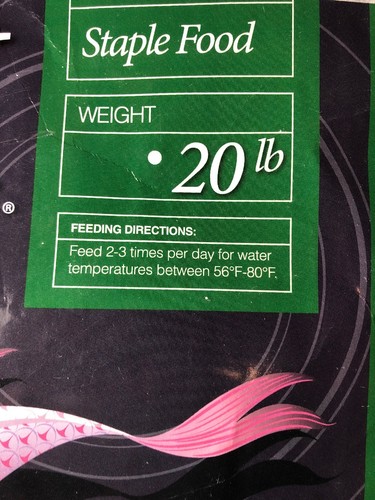 Staple Food
WEIGHT
• 20 lb
®
FEEDING DIRECTIONS:
Feed 2-3 times per day for water
temperatures between 56°F-80°F.